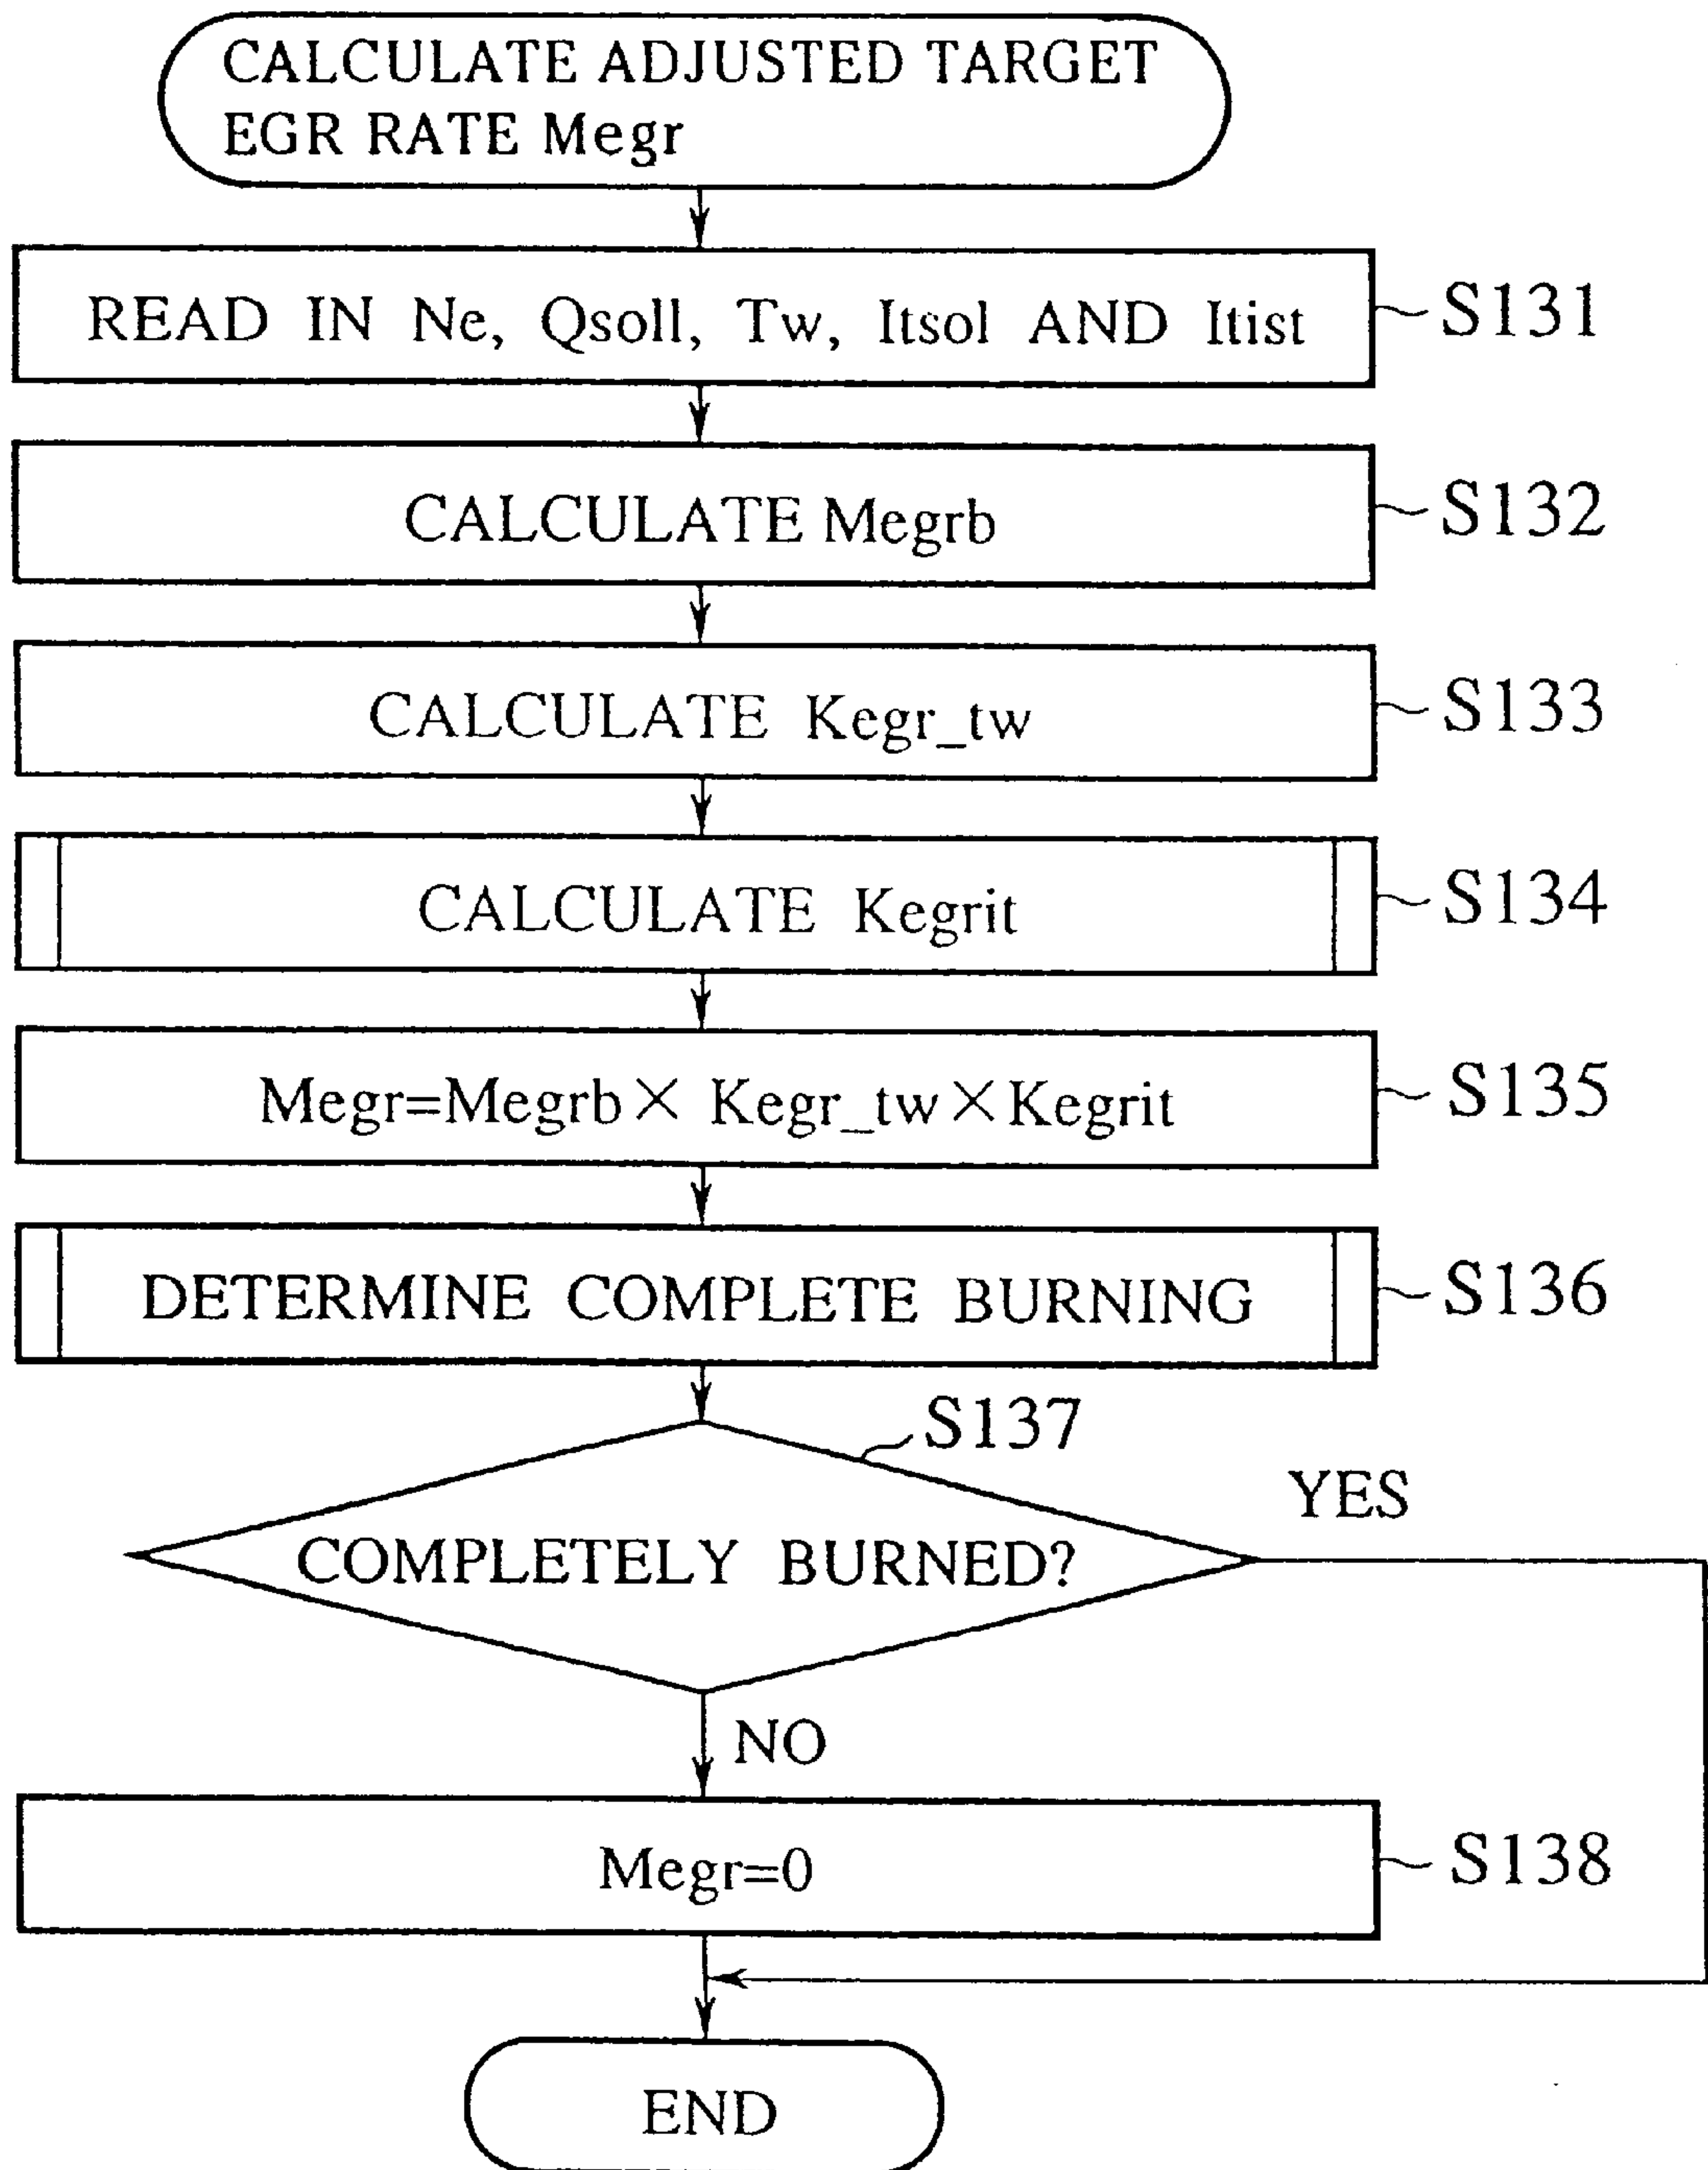 CALCULATE ADJUSTED TARGET
EGR RATE Megr
READ IN Ne, Qsoll, Tw, Itsol AND Itist
S131
CALCULATE Megrb
S132
CALCULATE Kegr_tw
S133
CALCULATE Kegrit
S134
Megr=Megrb× Kegr_tw×Kegrit
S135
DETERMINE COMPLETE BURNING
S136
S137
YES
COMPLETELY BURNED?
NO
Megr=0
S138
END